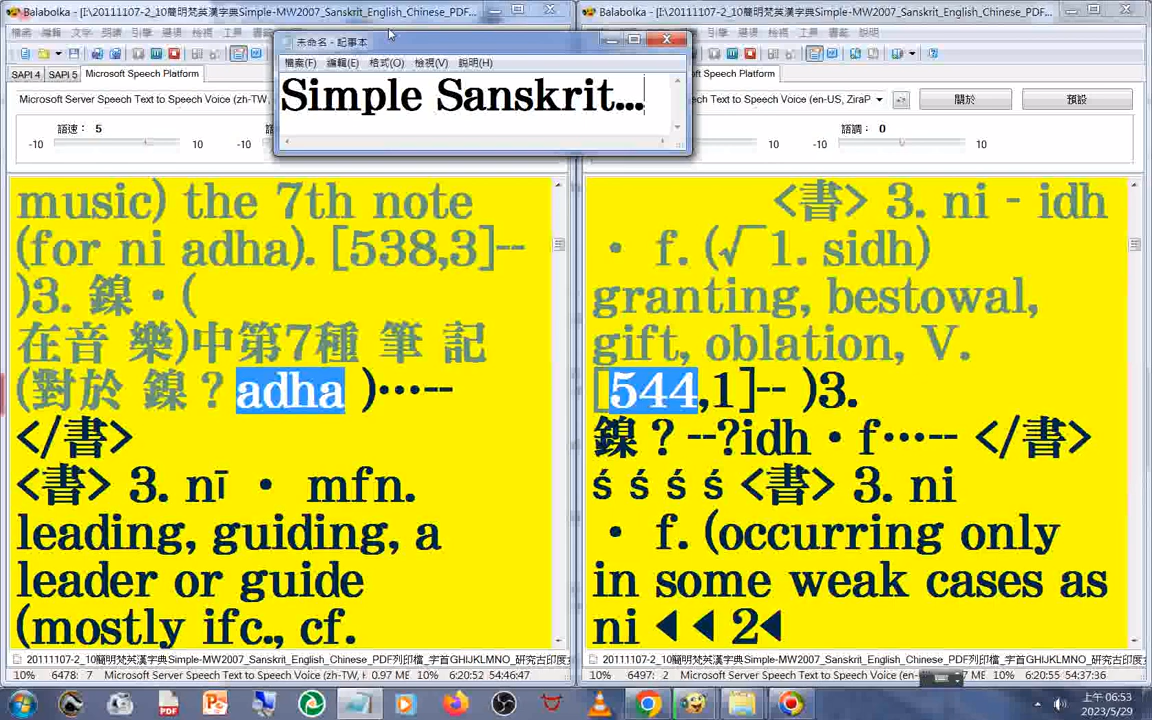 Balabolka - [I:\20111107-2_10簡明梵英漢字典Simple-MW2007_Sanskrit_English_Chinese_PDF...
Balabolka - [I:\20111107-2_10簡明梵英漢字典Simple-MW2007_Sanskrit_English_Chinese_PDF...
未命名 - 記事本
檔案(F) 編輯(E) 格式(O) 檢視(V) 說明(H)
Simple Sanskrit...
SAPI 4 SAPI 5 Microsoft Speech Platform
ech Platform
Microsoft Server Speech Text to Speech Voice (zh-TW,
ech Text to Speech Voice (en-US, ZiraP
關於 預設
語速： 5
-10 10 -10
語調： 0
10 -10 10
music) the 7th note
(for ni adha). [538,3]--
)3. 鎳・(
在音 樂)中第7種 筆 記
(對於 鎳？adha )…--
</書>
<書> 3. nī ・ mfn.
leading, guiding, a
leader or guide
(mostly ifc., cf.
<書> 3. ni - idh
・ f. (√ 1. sidh)
granting, bestowal,
gift, oblation, V.
[544,1]-- )3.
鎳？--?idh・f…-- </書>
ś ś ś ś <書> 3. ni
・ f. (occurring only
in some weak cases as
ni ◀ ◀ 2◀
20111107-2_10簡明梵英漢字典Simple-MW2007_Sanskrit_English_Chinese_PDF列印檔_字首GHIJKLMNO_研究古印度
20111107-2_10簡明梵英漢字典Simple-MW2007_Sanskrit_English_Chinese_PDF列印檔_字首GHIJKLMNO_研究古印度
10% 6478: 7 Microsoft Server Speech Text to Speech Voice (zh-TW, 0.97 MB 10% 6:20:52 54:46:47
10% 6497: 2 Microsoft Server Speech Text to Speech Voice (en- 10% 6:20:55 54:37:36
上午 06:53
2023/5/29